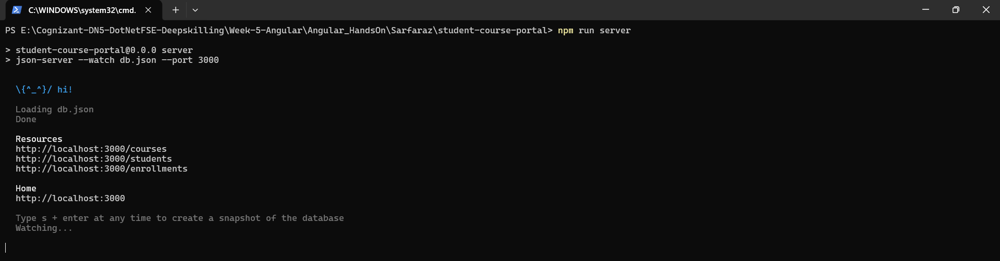 C:\WINDOWS\system32\cmd.
PS E:\Cognizant-DN5-DotNetFSE-Deepskilling\Week-5-Angular\Angular_HandsOn\Sarfaraz\student-course-portal> npm run server
> student-course-portal@0.0.0 server
> json-server --watch db.json --port 3000
\{^_^}/ hi!
Loading db.json
Done
Resources
http://localhost:3000/courses
http://localhost:3000/students
http://localhost:3000/enrollments
Home
http://localhost:3000
Type s + enter at any time to create a snapshot of the database
Watching...